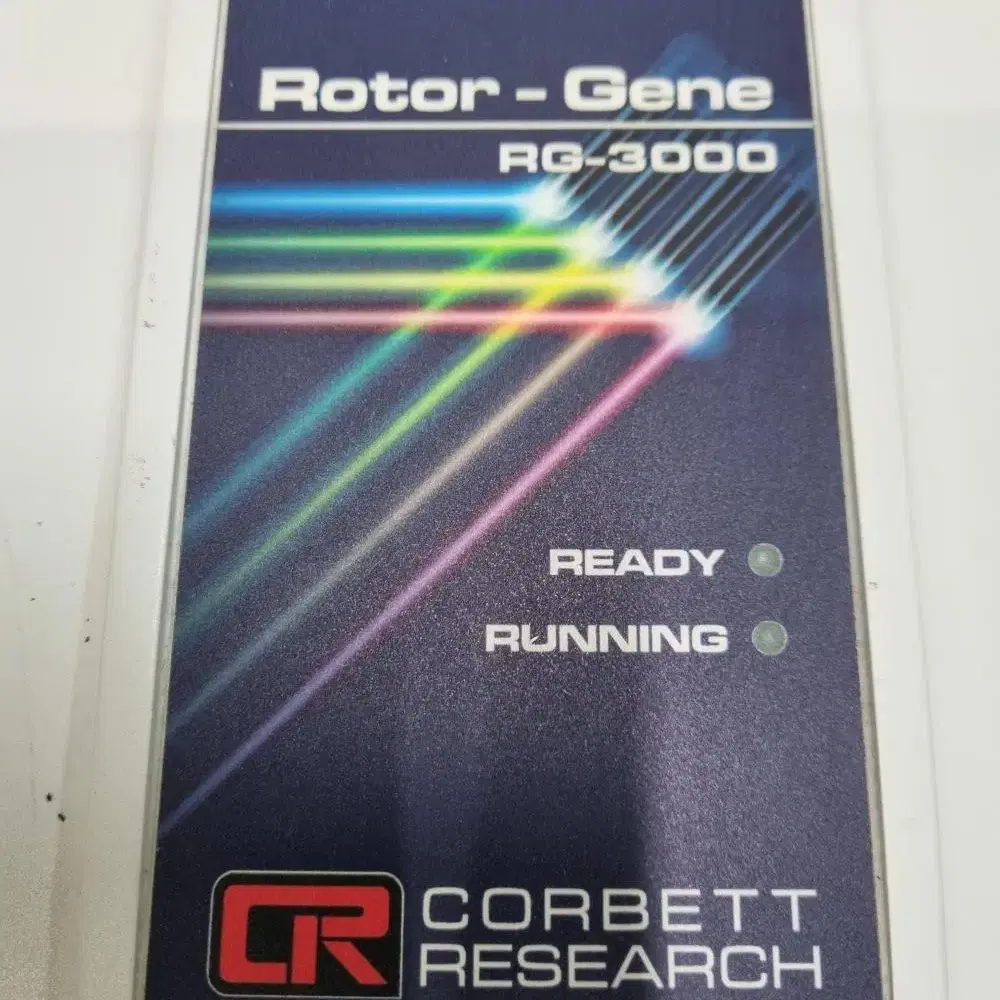 Rotor - Gene
RG-3000
READY
RUNNING
CR
CORBETT
RESEARCH